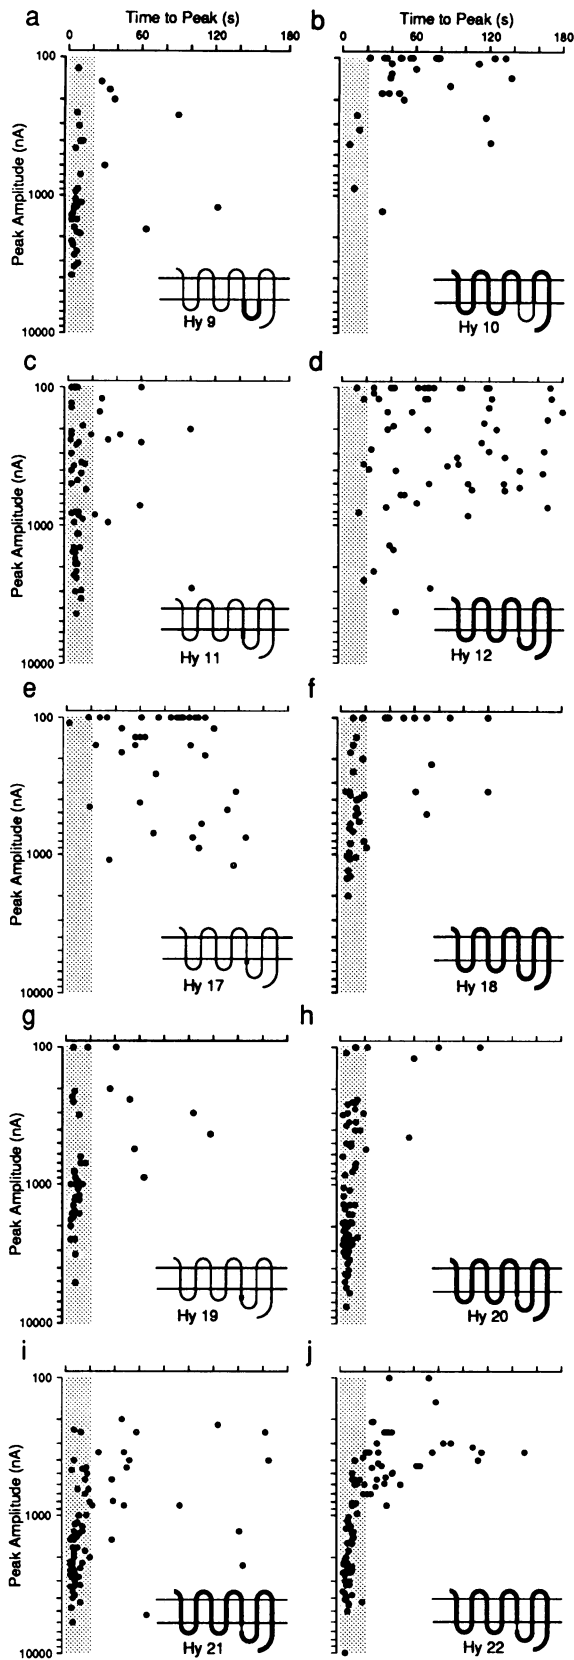 a
b
Time to Peak (s)
Time to Peak (s)
0 60 120 180
0 60 120 180
Peak Amplitude (nA)
100
1000
10000
Hy 9
Hy 10
c
d
Peak Amplitude (nA)
100
1000
10000
Hy 11
Hy 12
e
f
Peak Amplitude (nA)
100
1000
10000
Hy 17
Hy 18
g
h
Peak Amplitude (nA)
100
1000
10000
Hy 19
Hy 20
i
j
Peak Amplitude (nA)
100
1000
10000
Hy 21
Hy 22